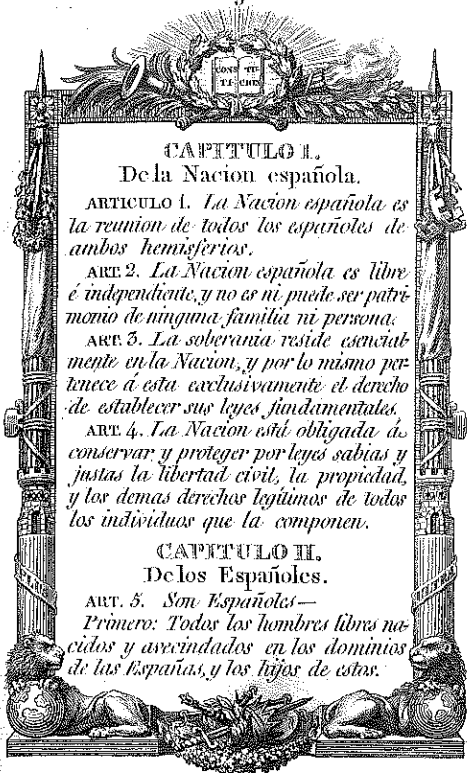 CONS TI-
TU CION
CAPITULO I.
De la Nacion española.
ARTICULO 1. La Nacion española es
la reunion de todos los españoles de
ambos hemisferios.
ART. 2. La Nacion española es libre
é independiente, y no es ni puede ser patri-
monio de ninguna familia ni persona.
ART. 3. La soberania reside esencial-
mente en la Nacion, y por lo mismo per-
tenece á esta exclusivamente el derecho
de establecer sus leyes fundamentales.
ART. 4. La Nacion está obligada á
conservar y proteger por leyes sabias y
justas la libertad civil, la propiedad,
y los demas derechos legítimos de todos
los individuos que la componen.
CAPITULO II.
De los Españoles.
ART. 5. Son Españoles—
Primero: Todos los hombres libres na-
cidos y avecindados en los dominios
de las Españas, y los hijos de estos.
PLUS
ULTRA